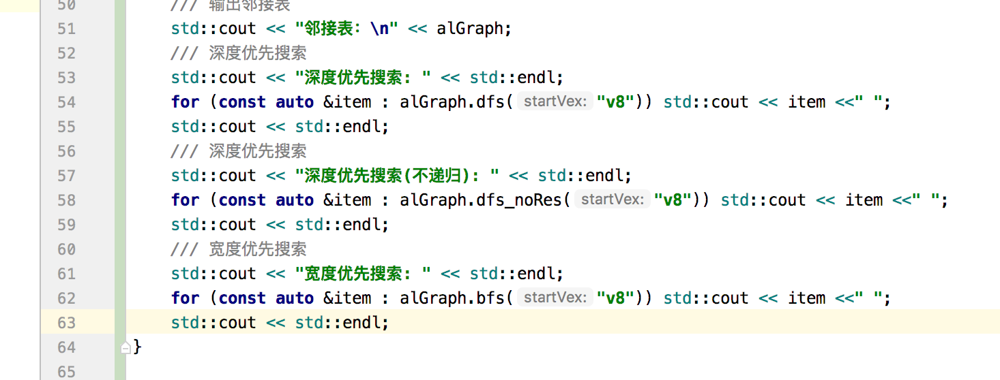 50 /// 输出邻接表
51 std::cout << "邻接表：\n" << alGraph;
52 /// 深度优先搜索
53 std::cout << "深度优先搜索: " << std::endl;
54 for (const auto &item : alGraph.dfs( startVex: "v8")) std::cout << item <<" ";
55 std::cout << std::endl;
56 /// 深度优先搜索
57 std::cout << "深度优先搜索(不递归): " << std::endl;
58 for (const auto &item : alGraph.dfs_noRes( startVex: "v8")) std::cout << item <<" ";
59 std::cout << std::endl;
60 /// 宽度优先搜索
61 std::cout << "宽度优先搜索: " << std::endl;
62 for (const auto &item : alGraph.bfs( startVex: "v8")) std::cout << item <<" ";
63 std::cout << std::endl;
64 }
65